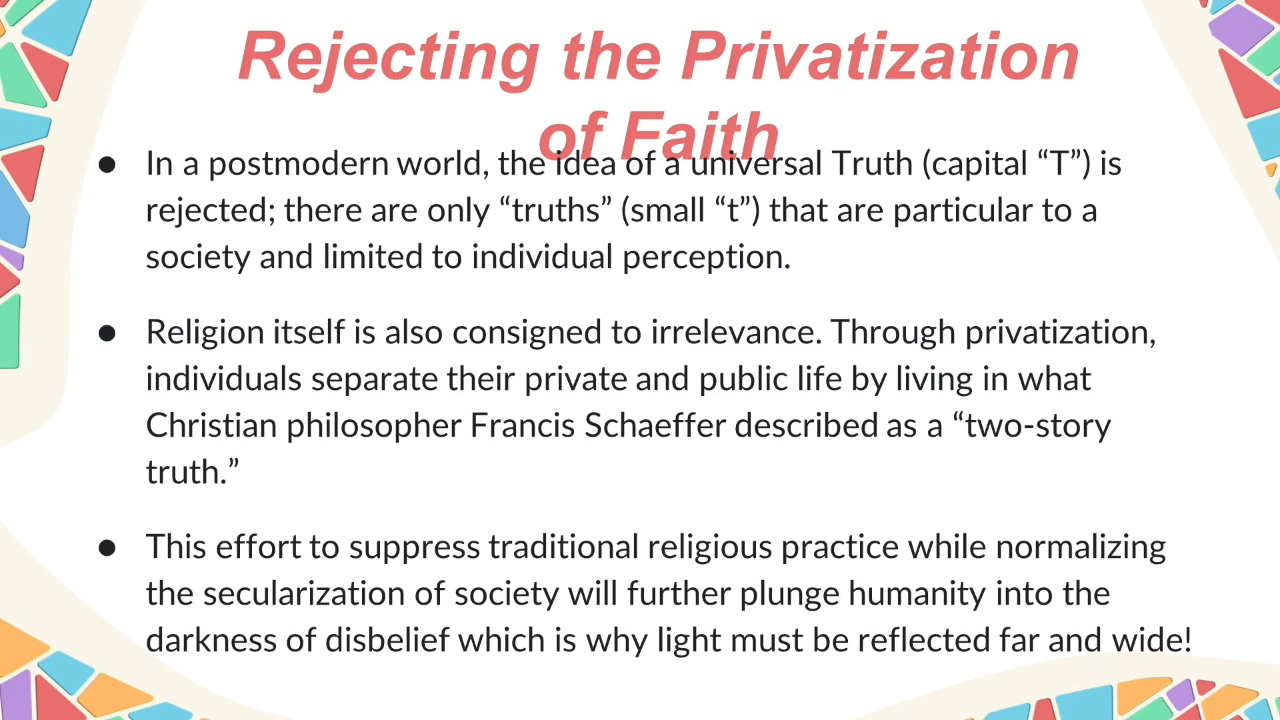 Rejecting the Privatization
of Faith
● In a postmodern world, the idea of a universal Truth (capital “T”) is
rejected; there are only “truths” (small “t”) that are particular to a
society and limited to individual perception.
● Religion itself is also consigned to irrelevance. Through privatization,
individuals separate their private and public life by living in what
Christian philosopher Francis Schaeffer described as a “two-story
truth.”
● This effort to suppress traditional religious practice while normalizing
the secularization of society will further plunge humanity into the
darkness of disbelief which is why light must be reflected far and wide!